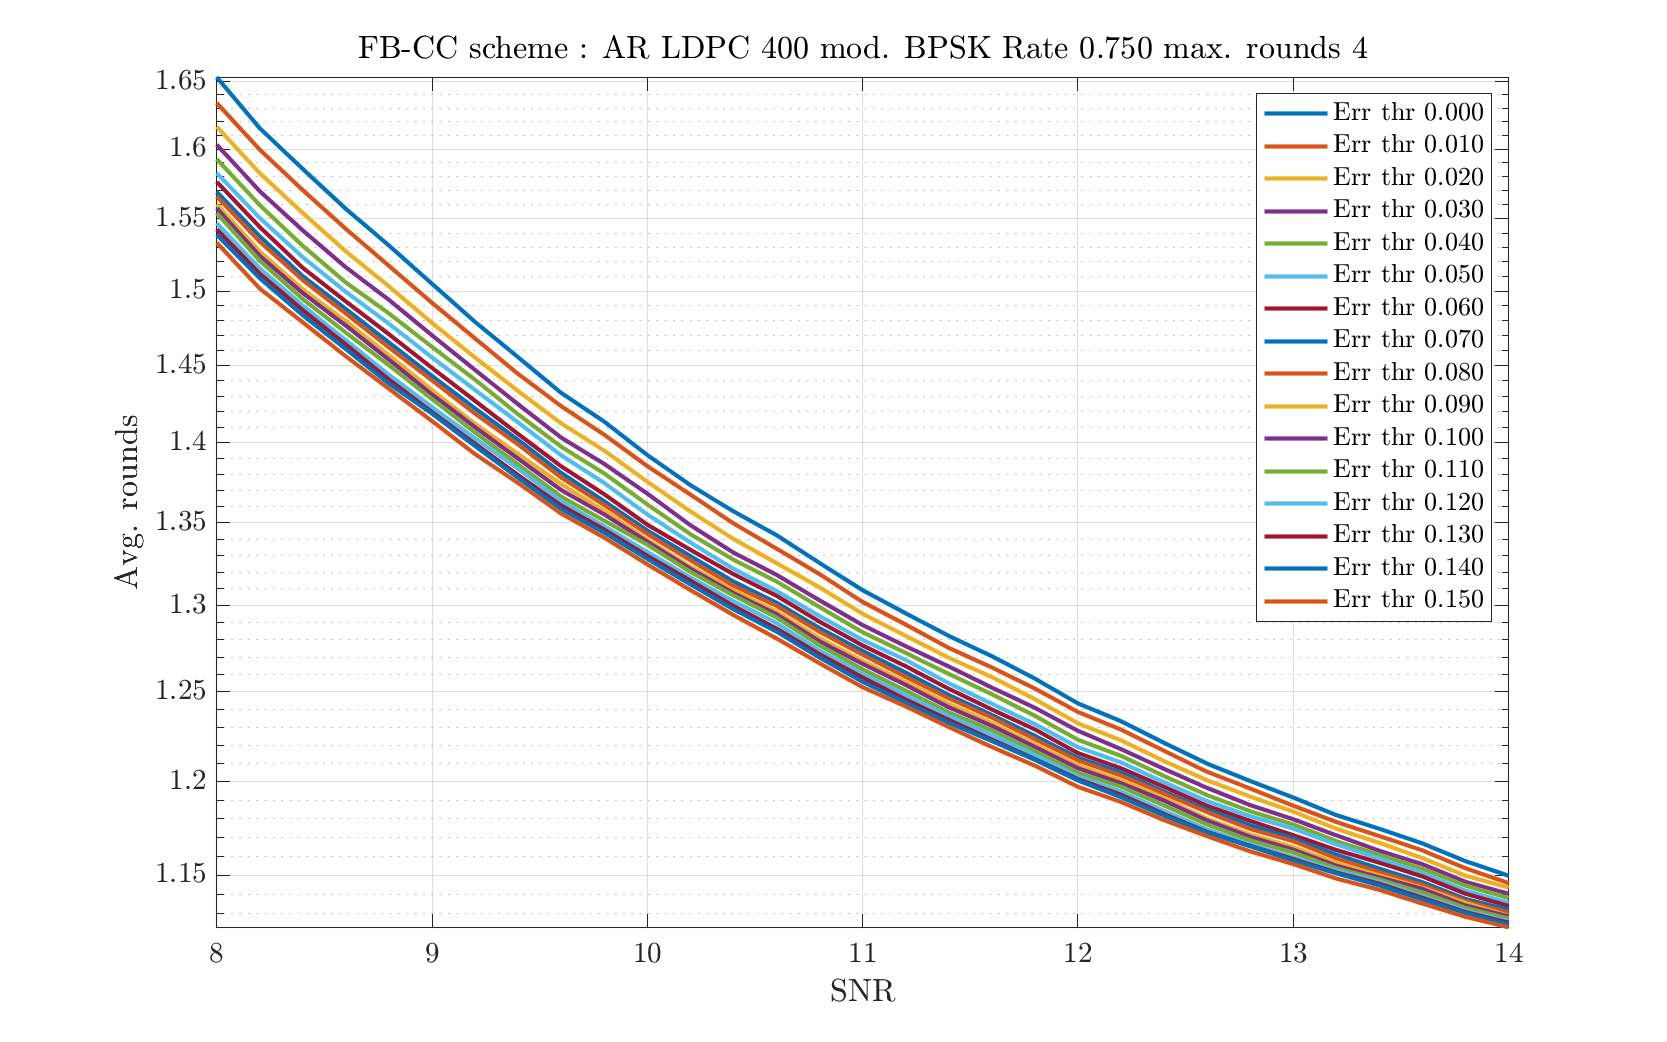 FB-CC scheme : AR LDPC 400 mod. BPSK Rate 0.750 max. rounds 4
1.65
1.6
1.55
1.5
1.45
1.4
1.35
1.3
1.25
1.2
1.15
Avg. rounds
Err thr 0.000
Err thr 0.010
Err thr 0.020
Err thr 0.030
Err thr 0.040
Err thr 0.050
Err thr 0.060
Err thr 0.070
Err thr 0.080
Err thr 0.090
Err thr 0.100
Err thr 0.110
Err thr 0.120
Err thr 0.130
Err thr 0.140
Err thr 0.150
8 9 10 11 12 13 14
SNR